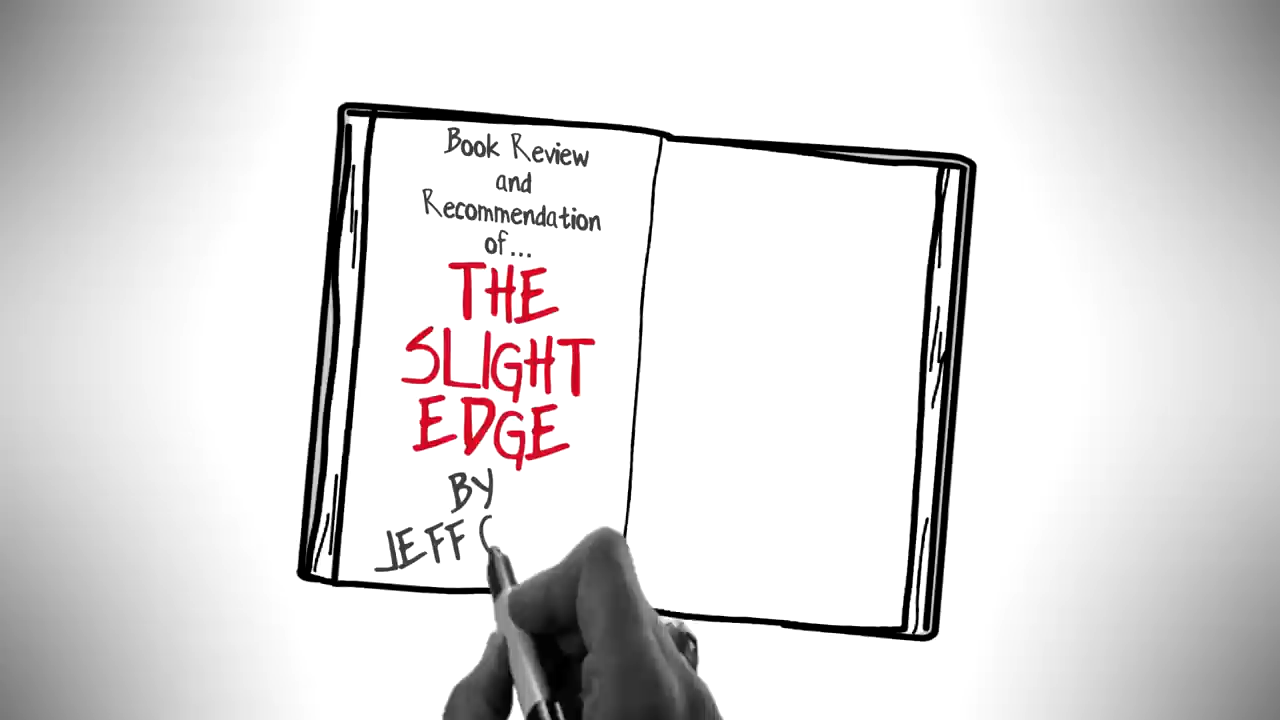 Book Review
and
Recommendation
of...
THE
SLIGHT
EDGE
BY
JEFF